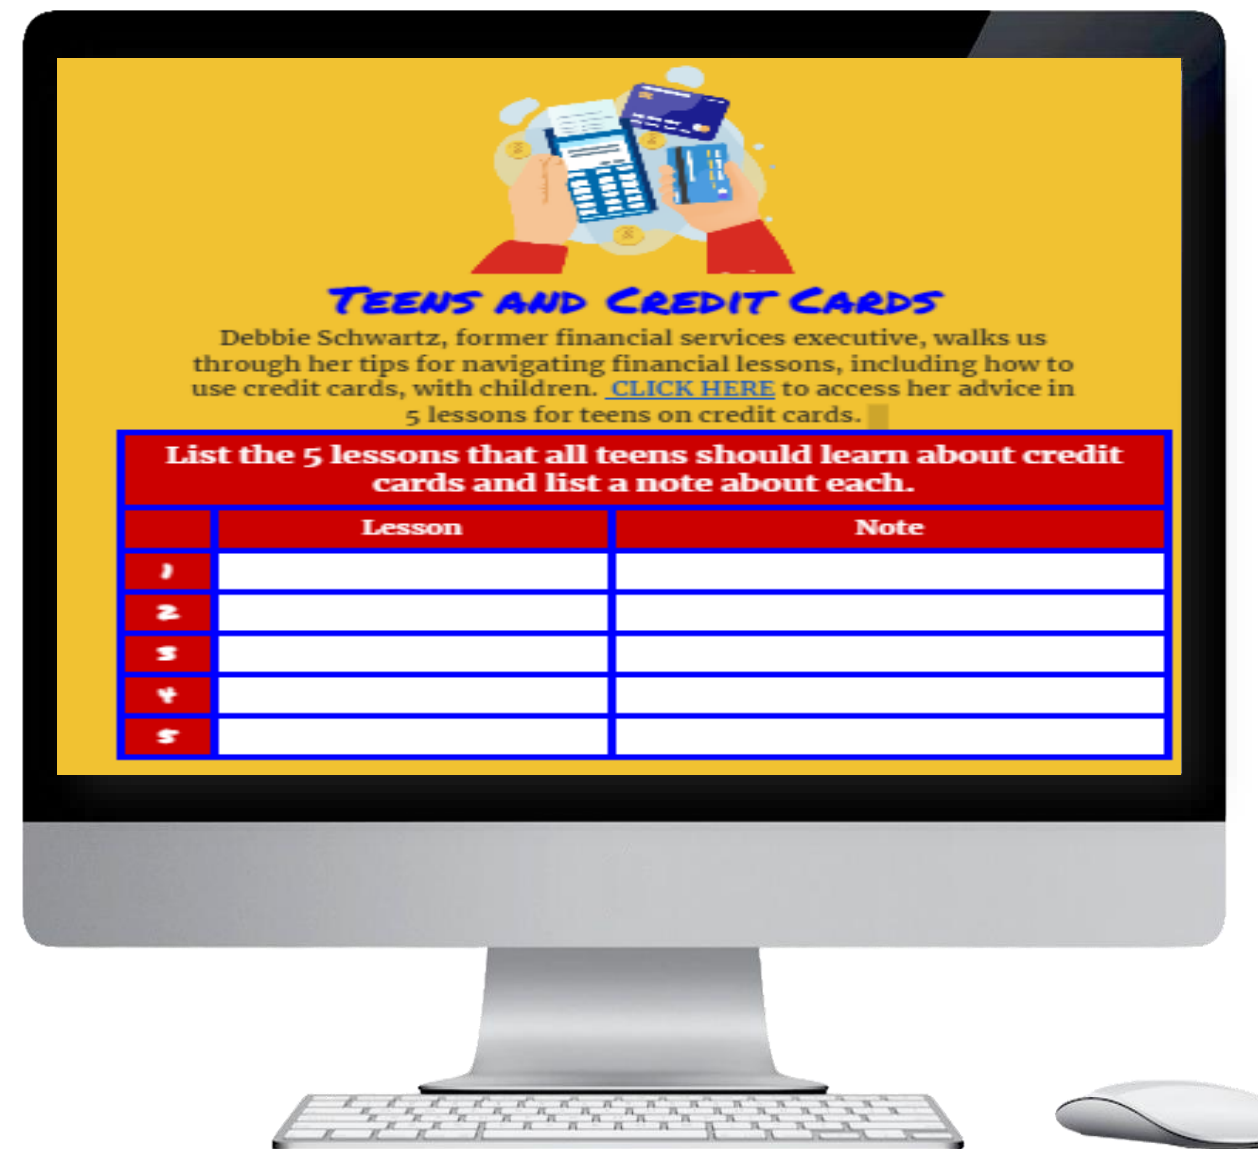 Teens and Credit Cards
Debbie Schwartz, former financial services executive, walks us
through her tips for navigating financial lessons, including how to
use credit cards, with children. CLICK HERE to access her advice in
5 lessons for teens on credit cards.
List the 5 lessons that all teens should learn about credit
cards and list a note about each.
Lesson Note
1
2
3
4
5